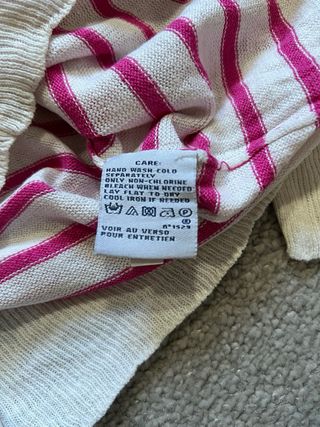 CARE:
HAND WASH COLD
SEPARATELY
ONLY NON-CHLORINE
BLEACH WHEN NEEDED
LAY FLAT TO DRY
COOL IRON IF NEEDED
VOIR AU VERSO
POUR ENTRETIEN